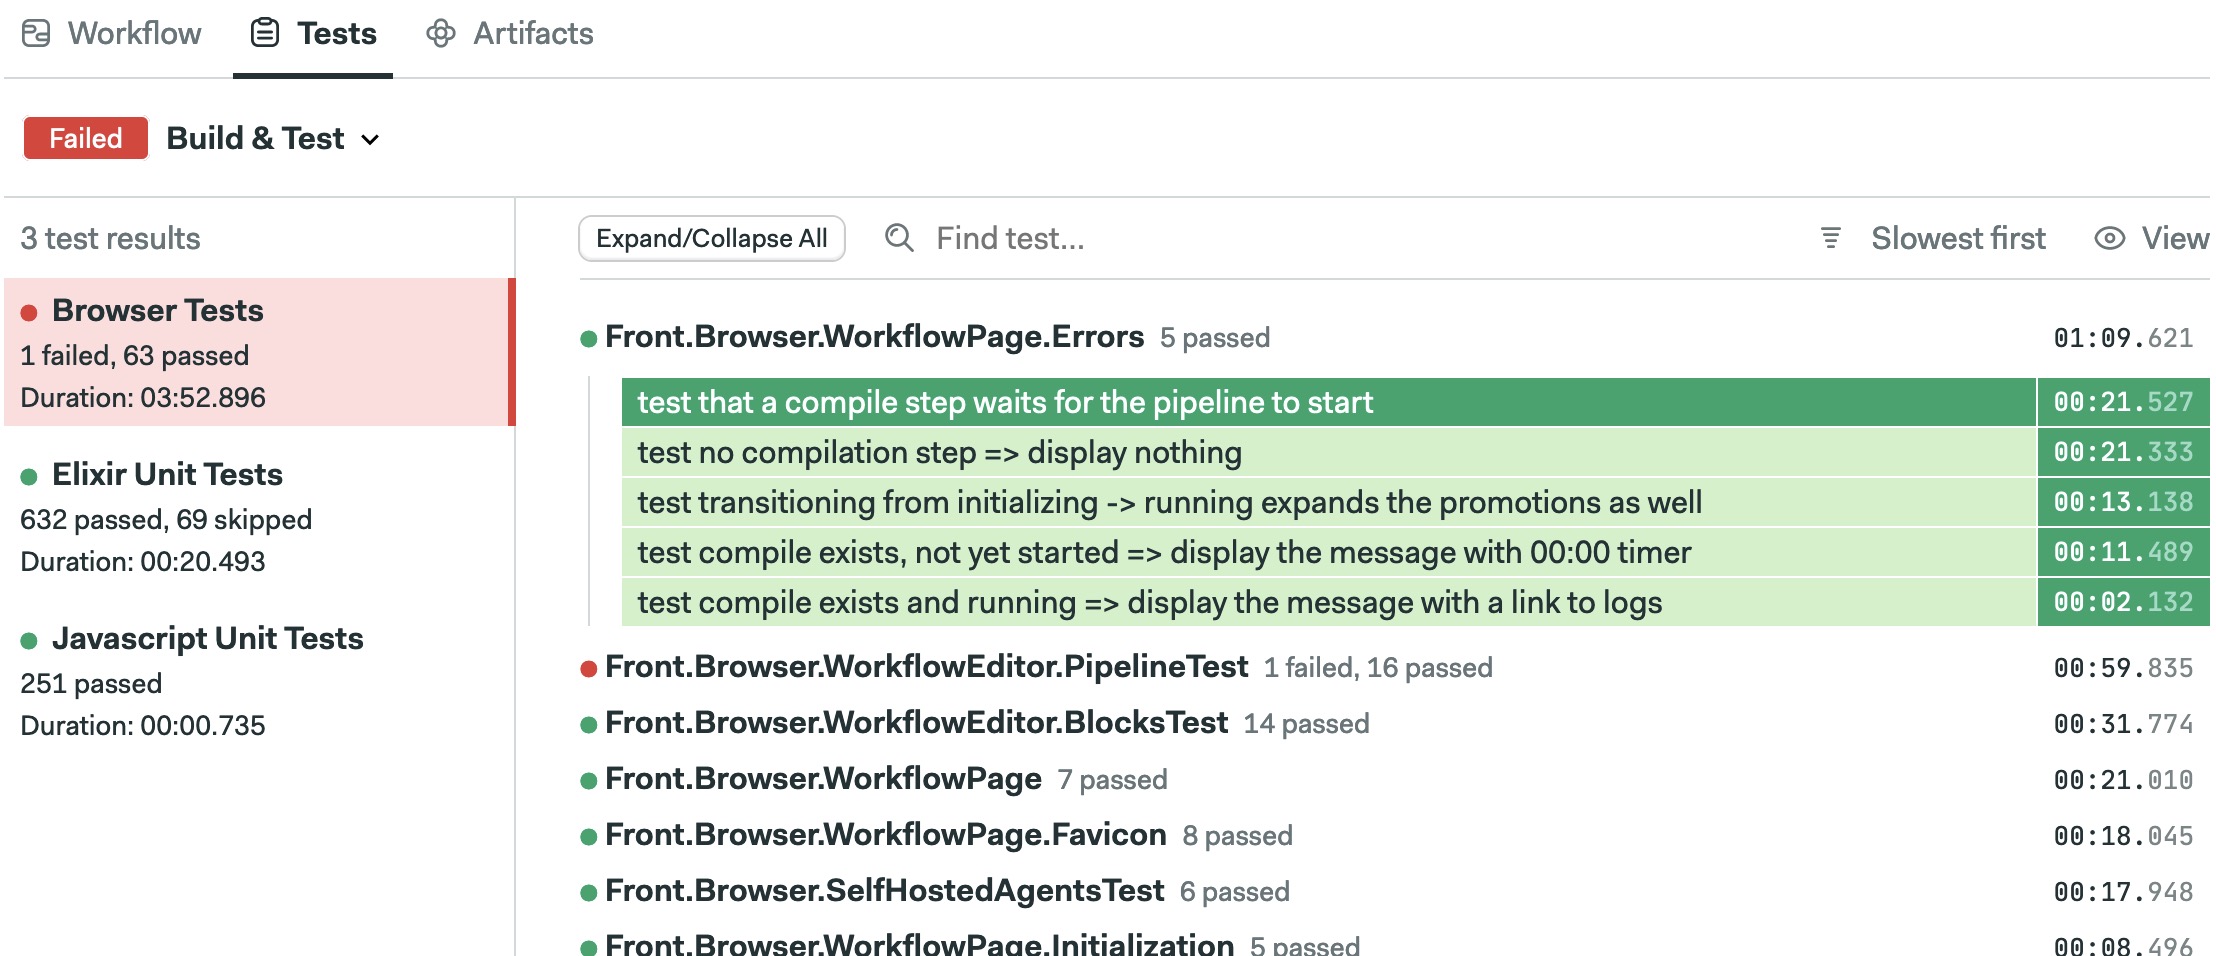 Workflow Tests Artifacts
Failed Build & Test
3 test results
Browser Tests
1 failed, 63 passed
Duration: 03:52.896
Elixir Unit Tests
632 passed, 69 skipped
Duration: 00:20.493
Javascript Unit Tests
251 passed
Duration: 00:00.735
Expand/Collapse All Find test... Slowest first View
Front.Browser.WorkflowPage.Errors 5 passed 01:09.621
test that a compile step waits for the pipeline to start 00:21.527
test no compilation step => display nothing 00:21.333
test transitioning from initializing -> running expands the promotions as well 00:13.138
test compile exists, not yet started => display the message with 00:00 timer 00:11.489
test compile exists and running => display the message with a link to logs 00:02.132
Front.Browser.WorkflowEditor.PipelineTest 1 failed, 16 passed 00:59.835
Front.Browser.WorkflowEditor.BlocksTest 14 passed 00:31.774
Front.Browser.WorkflowPage 7 passed 00:21.010
Front.Browser.WorkflowPage.Favicon 8 passed 00:18.045
Front.Browser.SelfHostedAgentsTest 6 passed 00:17.948
Front.Browser.WorkflowPage.Initialization 5 passed 00:08.496